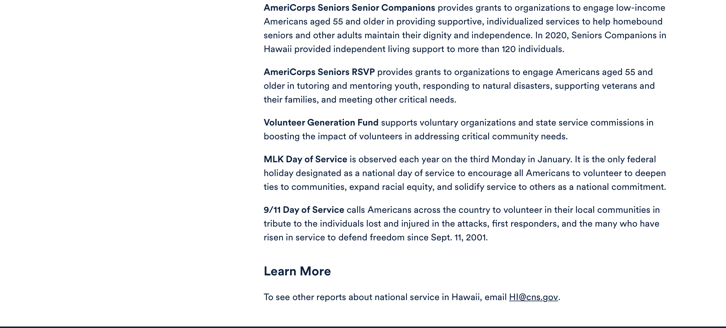 AmeriCorps Seniors Senior Companions provides grants to organizations to engage low-income
Americans aged 55 and older in providing supportive, individualized services to help homebound
seniors and other adults maintain their dignity and independence. In 2020, Seniors Companions in
Hawaii provided independent living support to more than 120 individuals.
AmeriCorps Seniors RSVP provides grants to organizations to engage Americans aged 55 and
older in tutoring and mentoring youth, responding to natural disasters, supporting veterans and
their families, and meeting other critical needs.
Volunteer Generation Fund supports voluntary organizations and state service commissions in
boosting the impact of volunteers in addressing critical community needs.
MLK Day of Service is observed each year on the third Monday in January. It is the only federal
holiday designated as a national day of service to encourage all Americans to volunteer to deepen
ties to communities, expand racial equity, and solidify service to others as a national commitment.
9/11 Day of Service calls Americans across the country to volunteer in their local communities in
tribute to the individuals lost and injured in the attacks, first responders, and the many who have
risen in service to defend freedom since Sept. 11, 2001.
Learn More
To see other reports about national service in Hawaii, email HI@cns.gov.